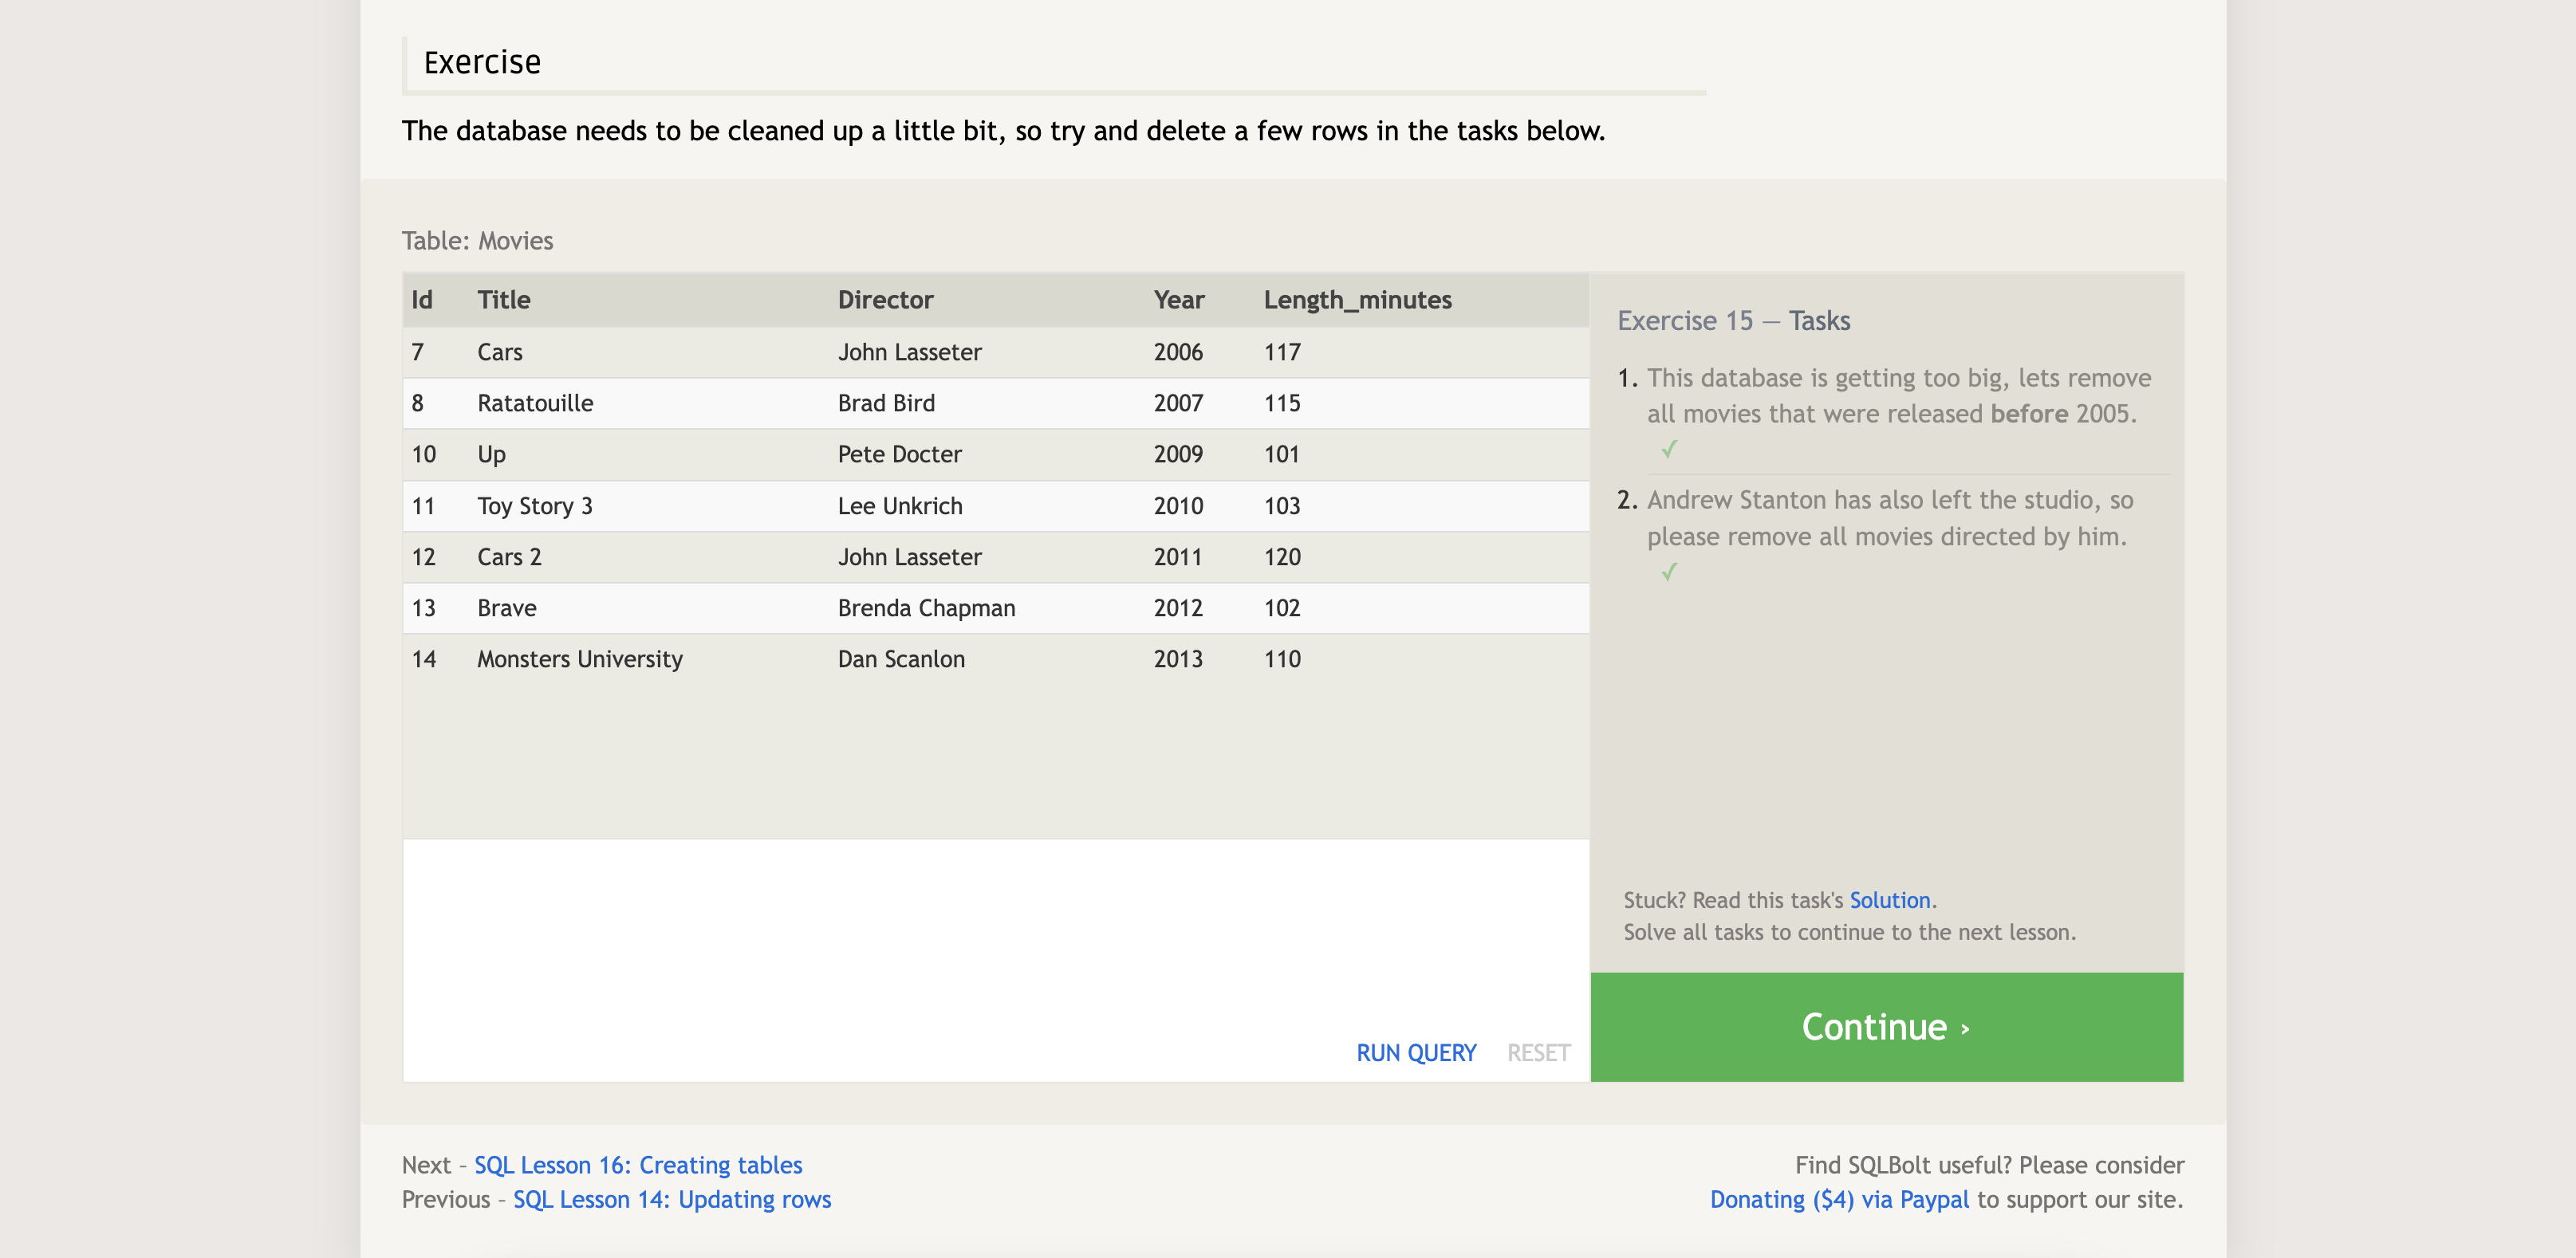 Exercise
The database needs to be cleaned up a little bit, so try and delete a few rows in the tasks below.
Table: Movies
Id Title Director Year Length_minutes
7 Cars John Lasseter 2006 117
8 Ratatouille Brad Bird 2007 115
10 Up Pete Docter 2009 101
11 Toy Story 3 Lee Unkrich 2010 103
12 Cars 2 John Lasseter 2011 120
13 Brave Brenda Chapman 2012 102
14 Monsters University Dan Scanlon 2013 110
RUN QUERY RESET
Exercise 15 — Tasks
1. This database is getting too big, lets remove
all movies that were released before 2005.
✓
2. Andrew Stanton has also left the studio, so
please remove all movies directed by him.
✓
Stuck? Read this task's Solution.
Solve all tasks to continue to the next lesson.
Continue ›
Next – SQL Lesson 16: Creating tables
Previous – SQL Lesson 14: Updating rows
Find SQLBolt useful? Please consider
Donating ($4) via Paypal to support our site.